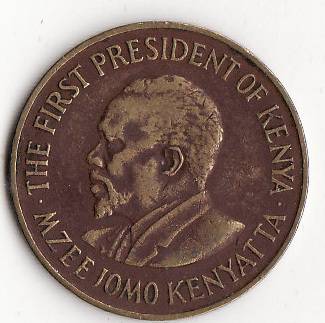 THE FIRST PRESIDENT OF KENYA
MZEE JOMO KENYATTA